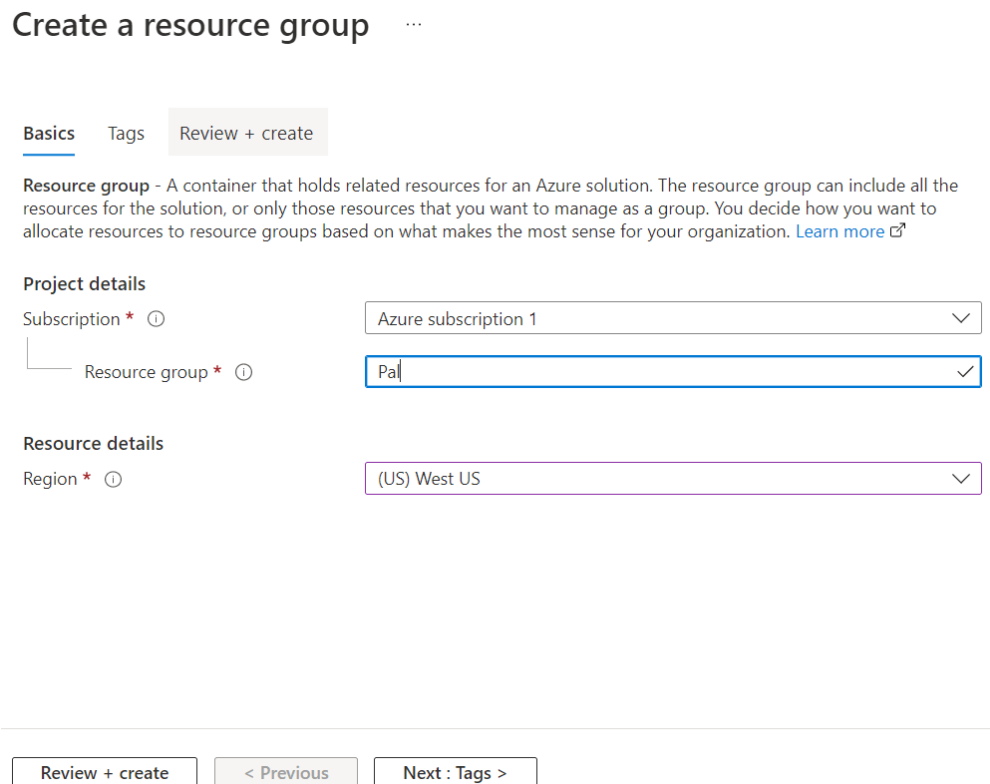 Create a resource group ...
Basics Tags Review + create
Resource group - A container that holds related resources for an Azure solution. The resource group can include all the
resources for the solution, or only those resources that you want to manage as a group. You decide how you want to
allocate resources to resource groups based on what makes the most sense for your organization. Learn more
Project details
Subscription * Azure subscription 1
Resource group * Pal
Resource details
Region * (US) West US
Review + create < Previous Next : Tags >